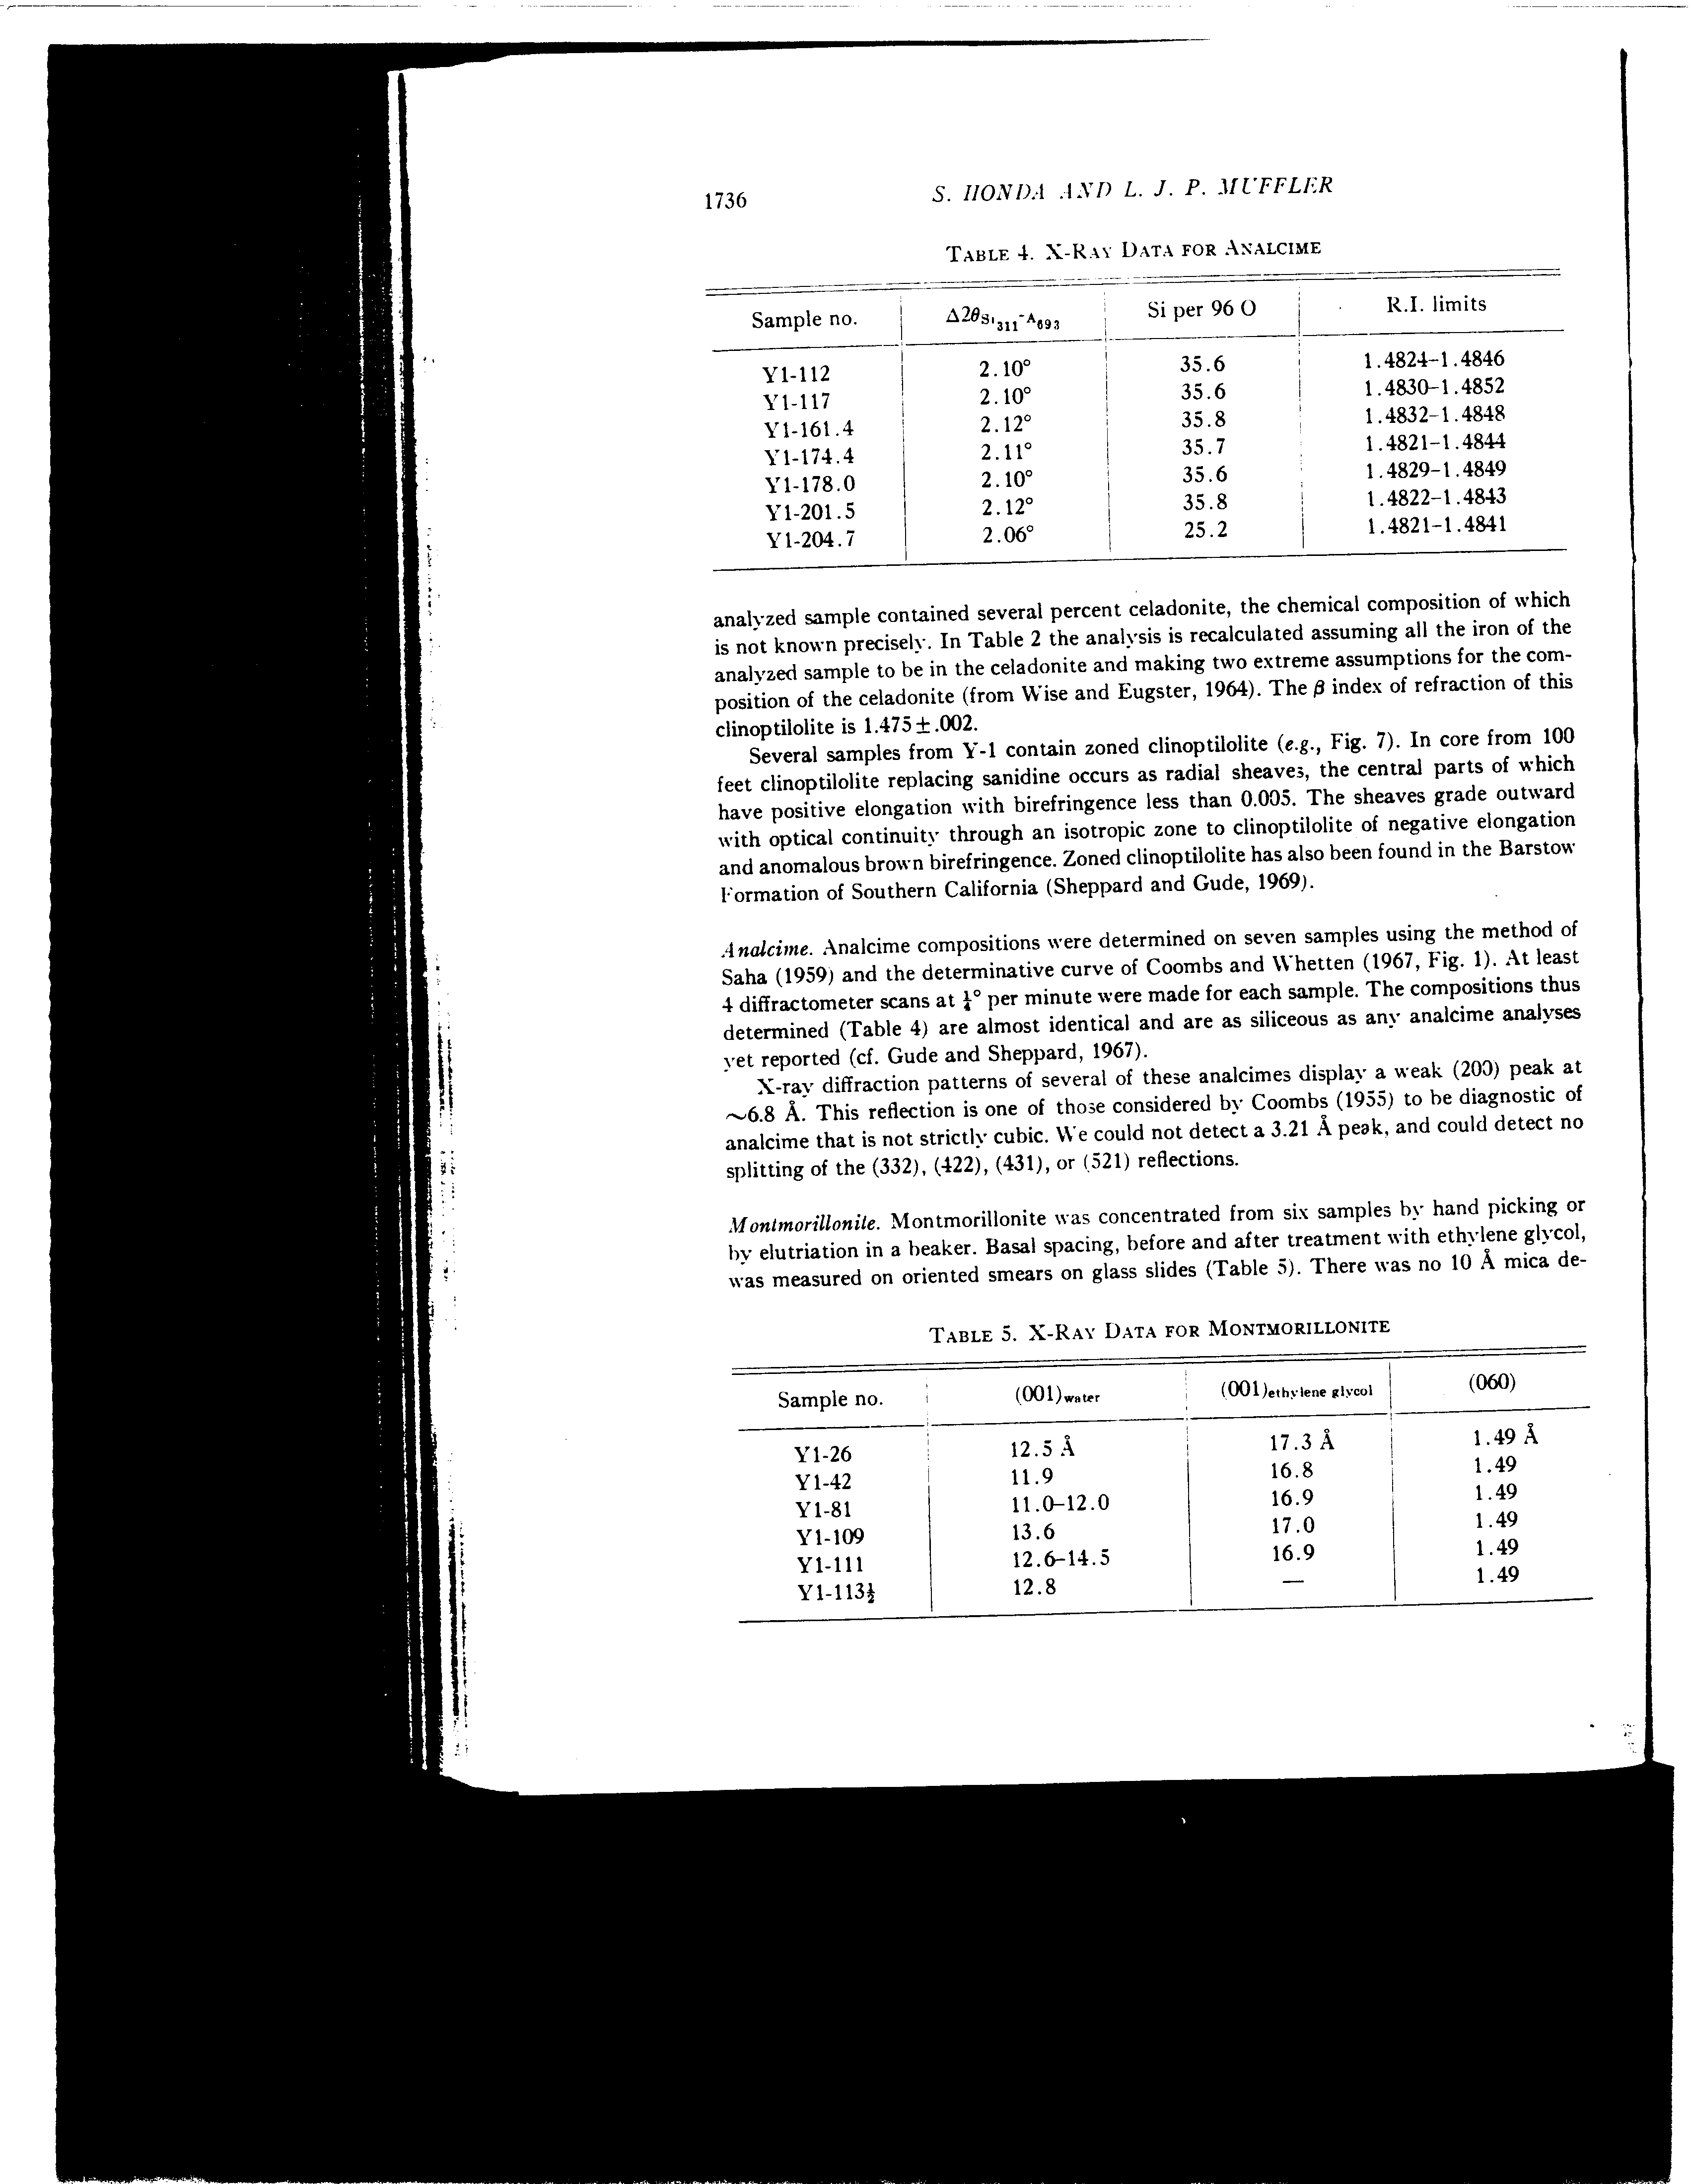 1736 S. HONDA AND L. J. P. MUFFLER
TABLE 4. X-RAY DATA FOR ANALCIME
Sample no. Δ2θSi311-A693 Si per 96 O R.I. limits
Y1-112 2.10° 35.6 1.4824–1.4846
Y1-117 2.10° 35.6 1.4830–1.4852
Y1-161.4 2.12° 35.8 1.4832–1.4848
Y1-174.4 2.11° 35.7 1.4821–1.4844
Y1-178.0 2.10° 35.6 1.4829–1.4849
Y1-201.5 2.12° 35.8 1.4822–1.4843
Y1-204.7 2.06° 25.2 1.4821–1.4841
analyzed sample contained several percent celadonite, the chemical composition of which
is not known precisely. In Table 2 the analysis is recalculated assuming all the iron of the
analyzed sample to be in the celadonite and making two extreme assumptions for the com-
position of the celadonite (from Wise and Eugster, 1964). The β index of refraction of this
clinoptilolite is 1.475±.002.
Several samples from Y-1 contain zoned clinoptilolite (e.g., Fig. 7). In core from 100
feet clinoptilolite replacing sanidine occurs as radial sheaves, the central parts of which
have positive elongation with birefringence less than 0.005. The sheaves grade outward
with optical continuity through an isotropic zone to clinoptilolite of negative elongation
and anomalous brown birefringence. Zoned clinoptilolite has also been found in the Barstow
Formation of Southern California (Sheppard and Gude, 1969).
Analcime. Analcime compositions were determined on seven samples using the method of
Saha (1959) and the determinative curve of Coombs and Whetten (1967, Fig. 1). At least
4 diffractometer scans at ¼° per minute were made for each sample. The compositions thus
determined (Table 4) are almost identical and are as siliceous as any analcime analyses
yet reported (cf. Gude and Sheppard, 1967).
X-ray diffraction patterns of several of these analcimes display a weak (200) peak at
~6.8 Å. This reflection is one of those considered by Coombs (1955) to be diagnostic of
analcime that is not strictly cubic. We could not detect a 3.21 Å peak, and could detect no
splitting of the (332), (422), (431), or (521) reflections.
Montmorillonite. Montmorillonite was concentrated from six samples by hand picking or
by elutriation in a beaker. Basal spacing, before and after treatment with ethylene glycol,
was measured on oriented smears on glass slides (Table 5). There was no 10 Å mica de-
TABLE 5. X-RAY DATA FOR MONTMORILLONITE
Sample no. (001)water (001)ethylene glycol (060)
Y1-26 12.5 Å 17.3 Å 1.49 Å
Y1-42 11.9 16.8 1.49
Y1-81 11.0–12.0 16.9 1.49
Y1-109 13.6 17.0 1.49
Y1-111 12.6–14.5 16.9 1.49
Y1-113½ 12.8 — 1.49